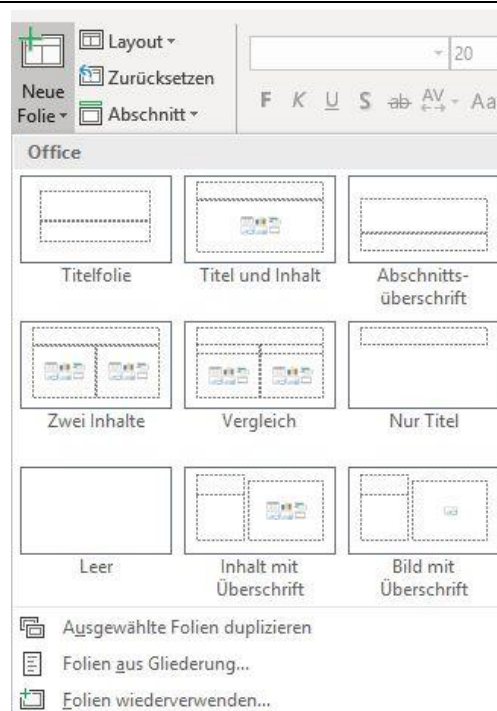 Neue
Folie
Layout
Zurücksetzen
Abschnitt
20
F K U S ab AV Aa
Office
Titelfolie
Titel und Inhalt
Abschnitts-
überschrift
Zwei Inhalte
Vergleich
Nur Titel
Leer
Inhalt mit
Überschrift
Bild mit
Überschrift
Ausgewählte Folien duplizieren
Folien aus Gliederung...
Folien wiederverwenden...